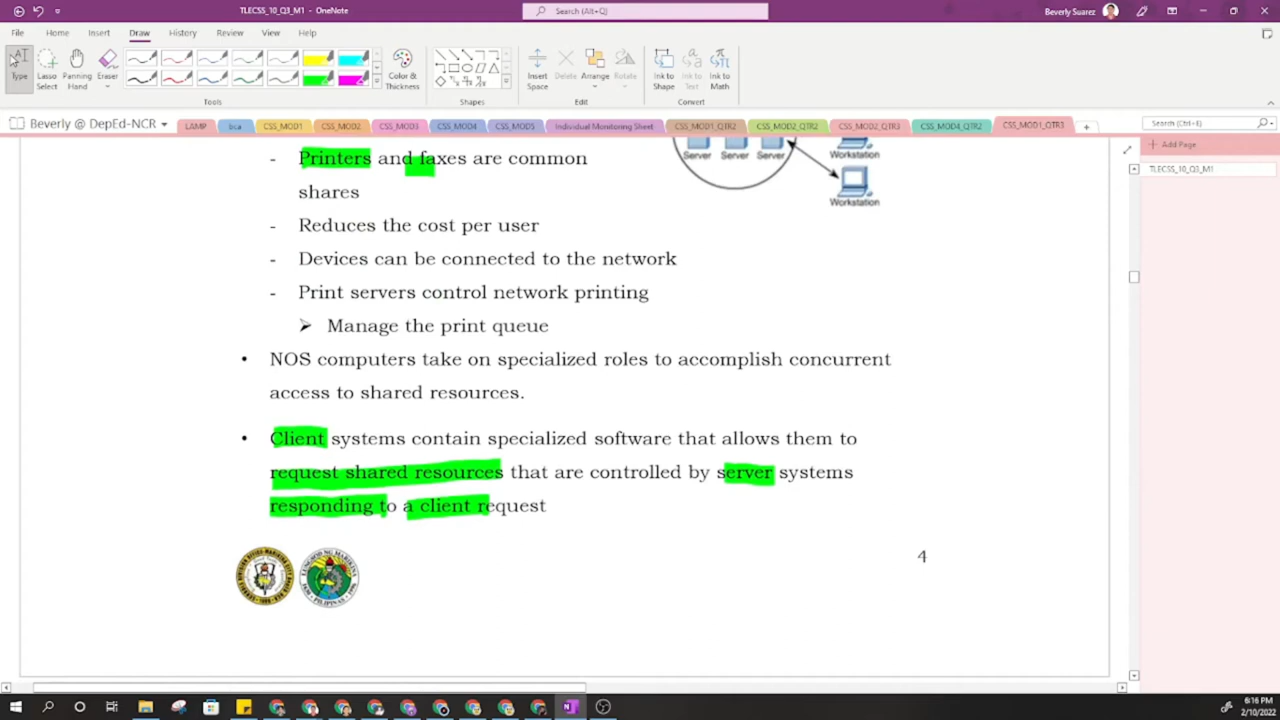 TLECSS_10_Q3_M1 - OneNote
Search (Alt+Q)
Beverly Suarez
File Home Insert Draw History Review View Help
Type
Lasso Select
Panning Hand
Eraser
Color & Thickness
Insert Space
Delete
Arrange
Rotate
Ink to Shape
Ink to Text
Ink to Math
Tools
Shapes
Edit
Convert
Beverly @ DepEd-NCR
LAMP
bca
CSS_MOD1
CSS_MOD2
CSS_MOD3
CSS_MOD4
CSS_MOD5
Individual Monitoring Sheet
CSS_MOD1_QTR2
CSS_MOD2_QTR2
CSS_MOD2_QTR3
CSS_MOD4_QTR2
CSS_MOD1_QTR3
Search (Ctrl+E)
Add Page
TLECSS_10_Q3_M1
Server Server Server
Workstation
Workstation
- Printers and faxes are common
shares
- Reduces the cost per user
- Devices can be connected to the network
- Print servers control network printing
➢ Manage the print queue
• NOS computers take on specialized roles to accomplish concurrent
access to shared resources.
• Client systems contain specialized software that allows them to
request shared resources that are controlled by server systems
responding to a client request
4
6:16 PM
2/10/2022